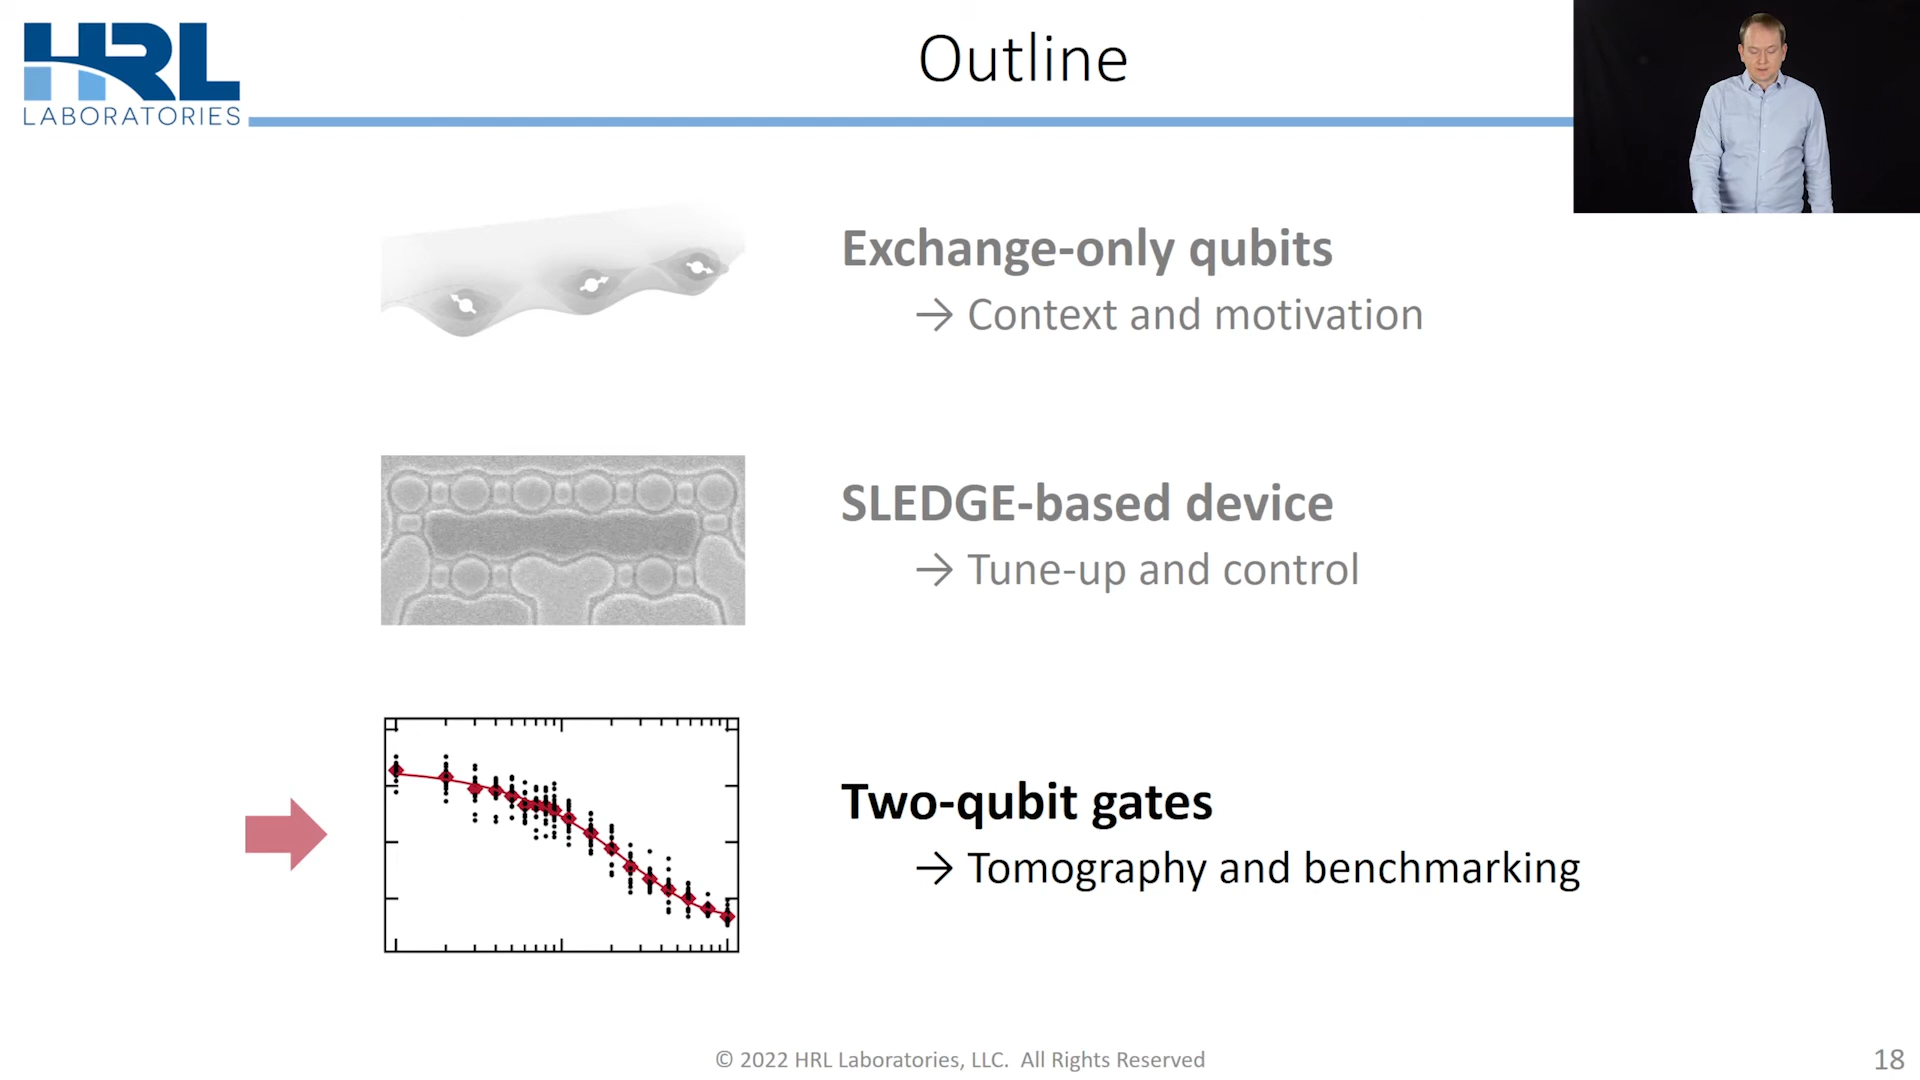 HRL
LABORATORIES
Outline
Exchange-only qubits
→ Context and motivation
SLEDGE-based device
→ Tune-up and control
Two-qubit gates
→ Tomography and benchmarking
© 2022 HRL Laboratories, LLC. All Rights Reserved
18